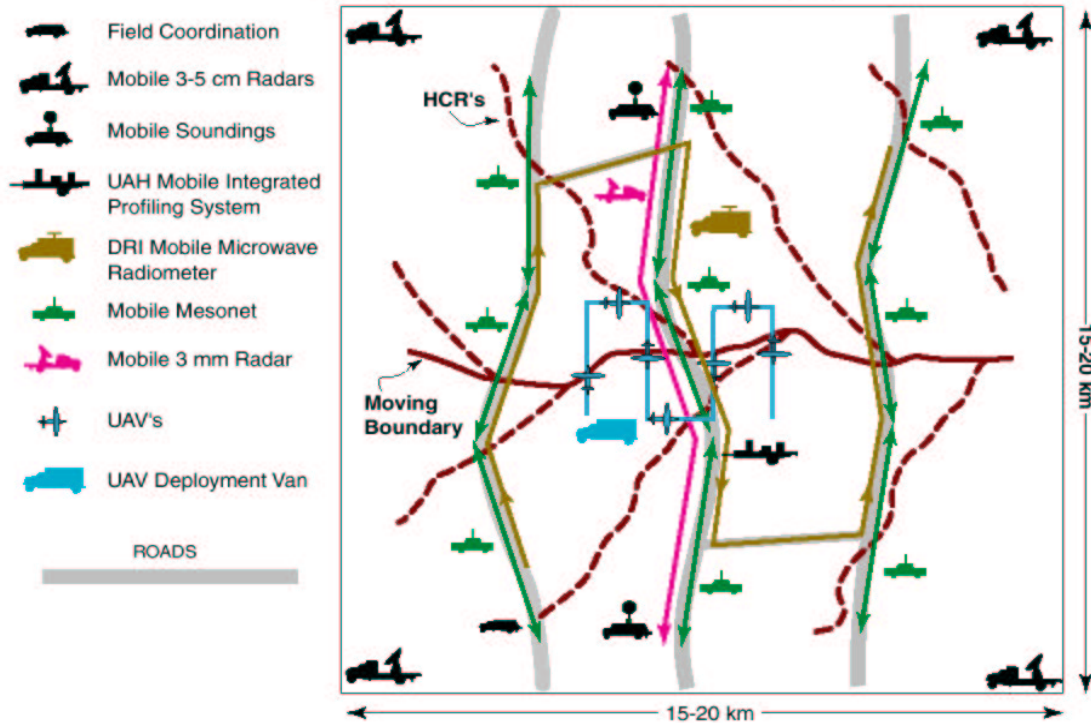 Field Coordination
Mobile 3-5 cm Radars
Mobile Soundings
UAH Mobile Integrated
Profiling System
DRI Mobile Microwave
Radiometer
Mobile Mesonet
Mobile 3 mm Radar
UAV's
UAV Deployment Van
ROADS
HCR's
Moving
Boundary
15-20 km
15-20 km